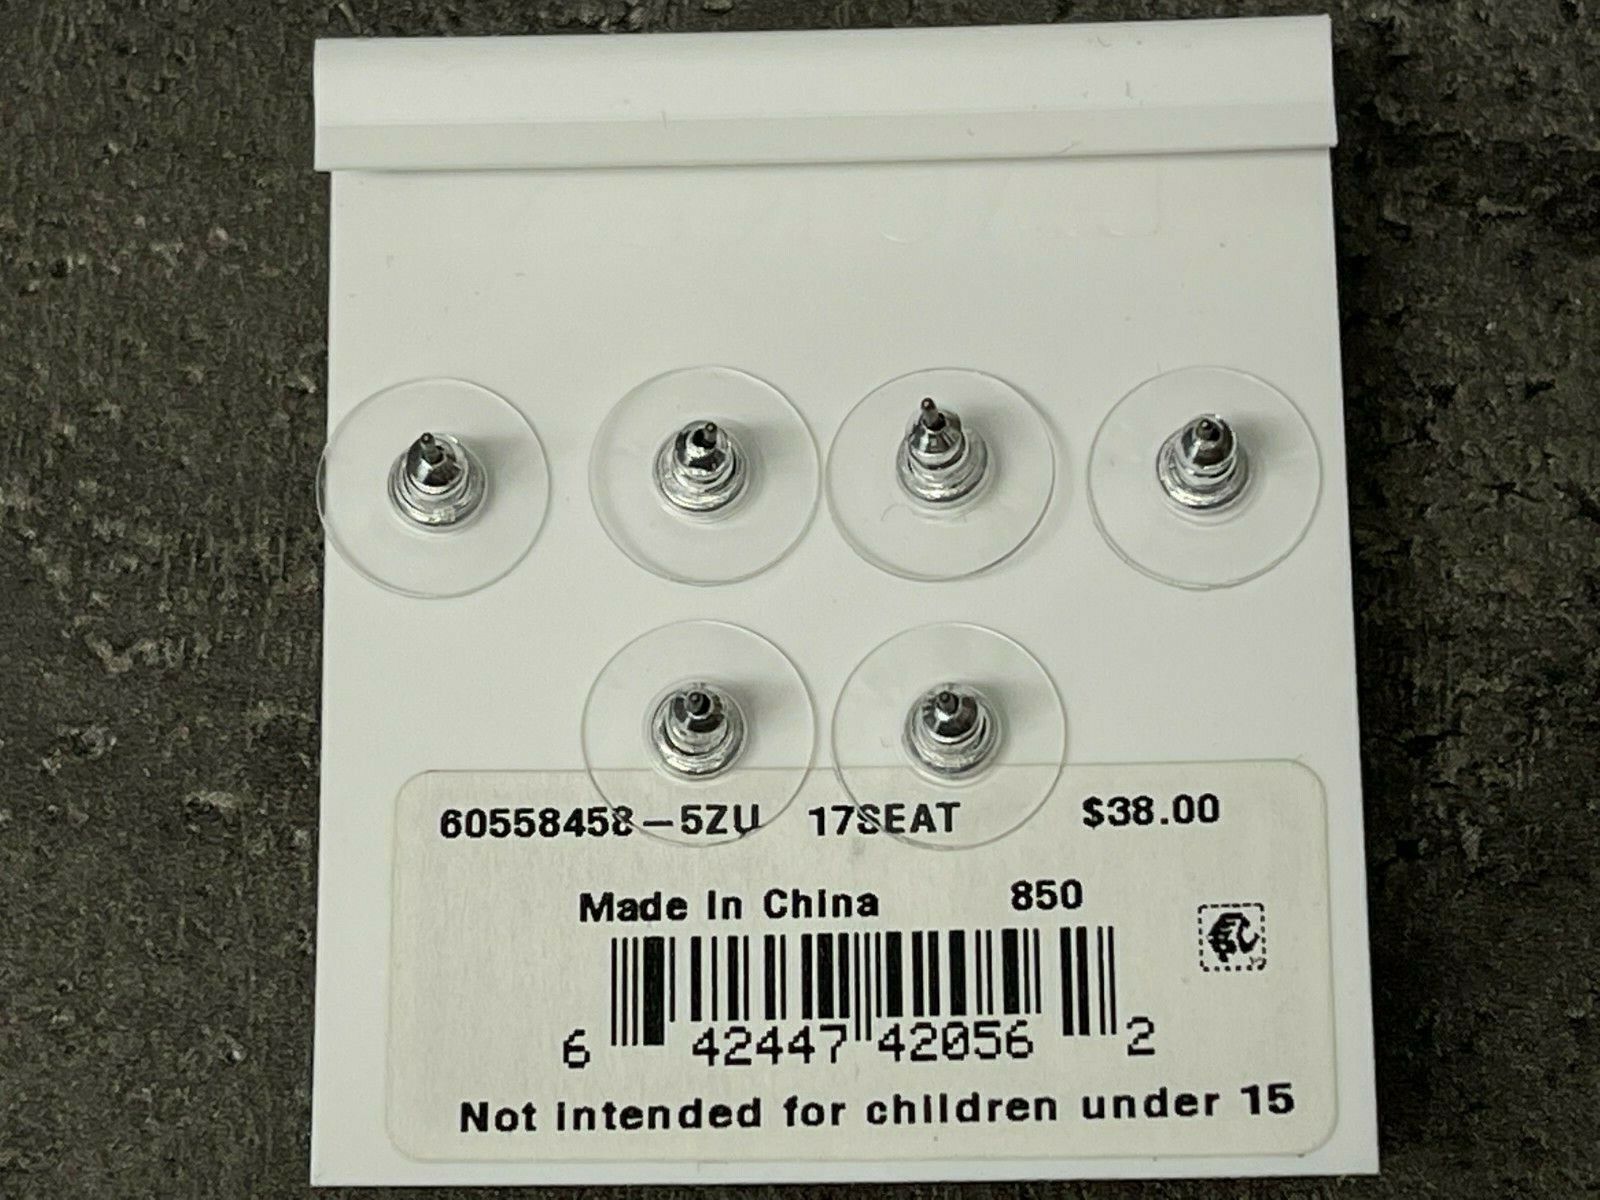 60558458-5ZU 17SEAT $38.00
Made In China 850
6 42447 42056 2
Not intended for children under 15